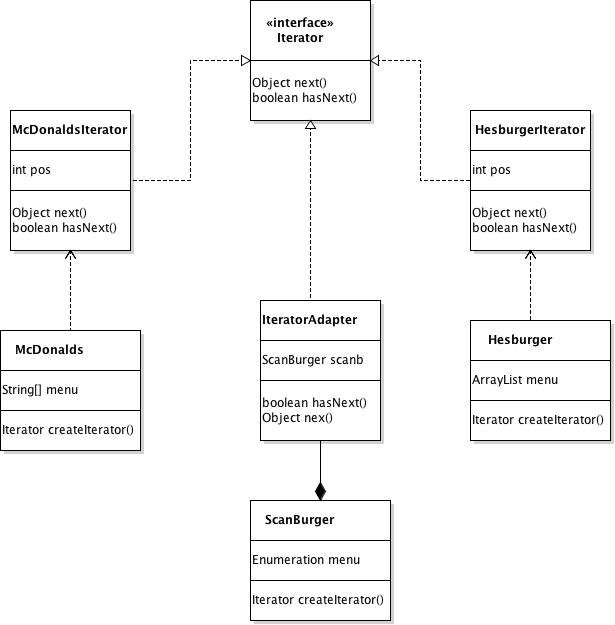 «interface»
Iterator
Object next()
boolean hasNext()
McDonaldsIterator
int pos
Object next()
boolean hasNext()
HesburgerIterator
int pos
Object next()
boolean hasNext()
IteratorAdapter
ScanBurger scanb
boolean hasNext()
Object nex()
McDonalds
String[] menu
Iterator createIterator()
Hesburger
ArrayList menu
Iterator createIterator()
ScanBurger
Enumeration menu
Iterator createIterator()